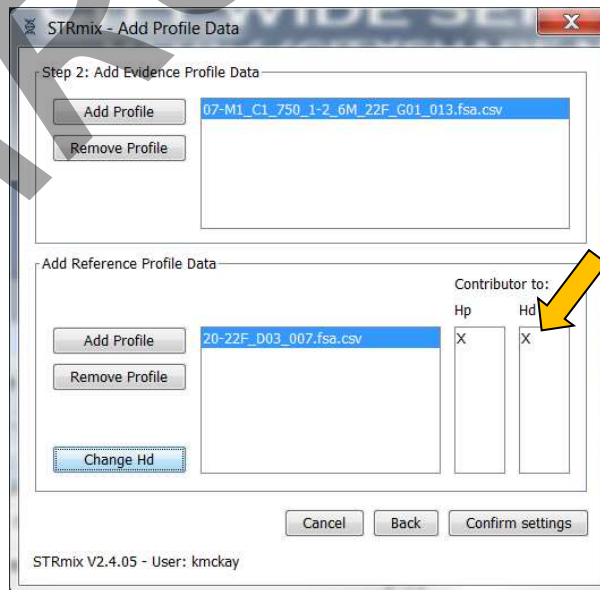 STRmix - Add Profile Data
X
Step 2: Add Evidence Profile Data
Add Profile
07-M1_C1_750_1-2_6M_22F_G01_013.fsa.csv
Remove Profile
Add Reference Profile Data
Contributor to:
Hp Hd
Add Profile
20-22F_D03_007.fsa.csv
X X
Remove Profile
Change Hd
Cancel Back Confirm settings
STRmix V2.4.05 - User: kmckay